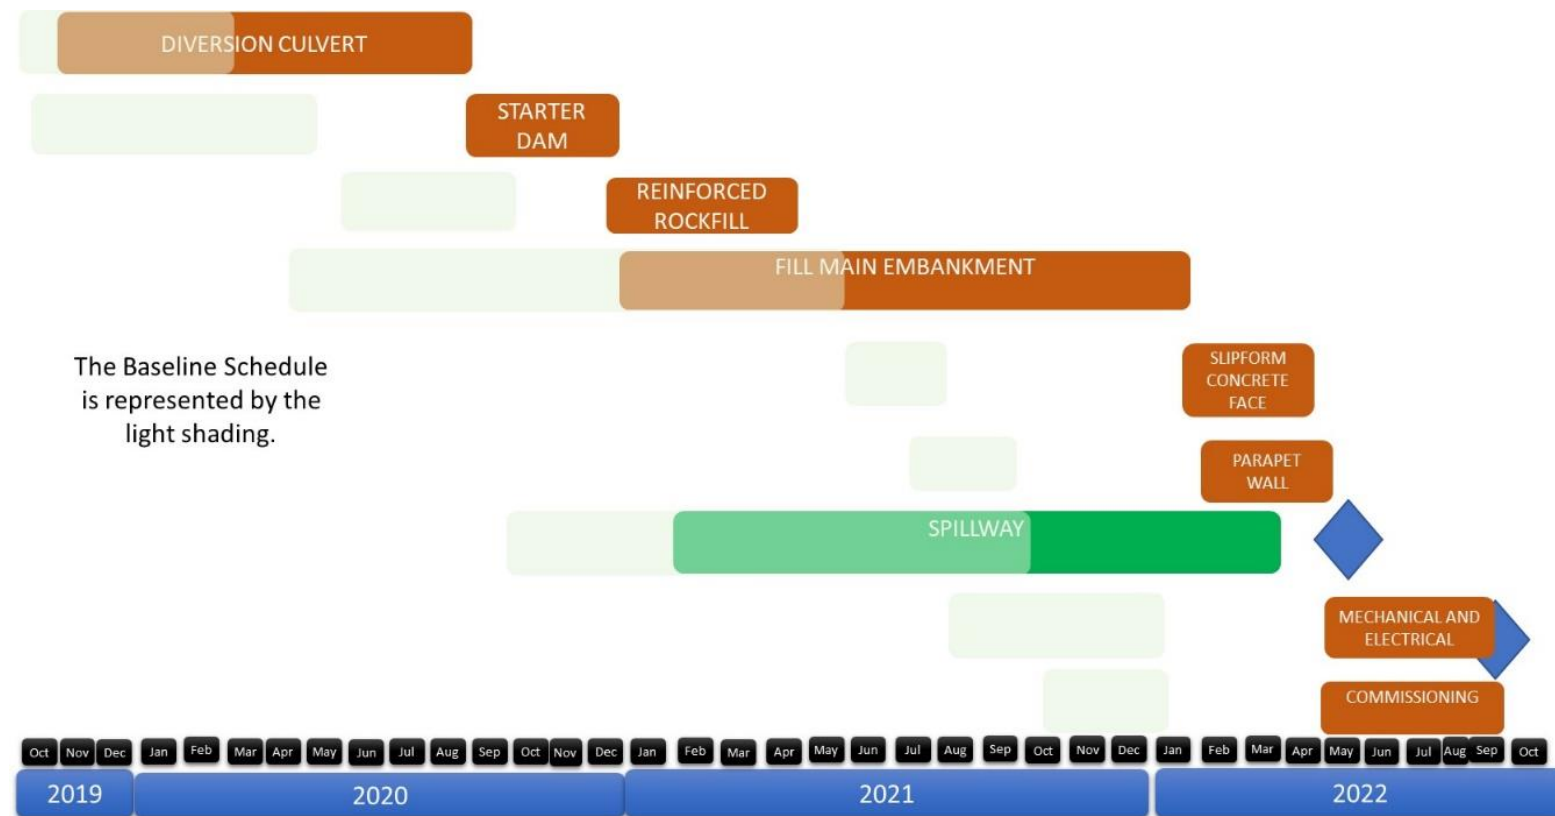 DIVERSION CULVERT
STARTER
DAM
REINFORCED
ROCKFILL
FILL MAIN EMBANKMENT
The Baseline Schedule
is represented by the
light shading.
SLIPFORM
CONCRETE
FACE
PARAPET
WALL
SPILLWAY
MECHANICAL AND
ELECTRICAL
COMMISSIONING
Oct Nov Dec Jan Feb Mar Apr May Jun Jul Aug Sep Oct Nov Dec Jan Feb Mar Apr May Jun Jul Aug Sep Oct Nov Dec Jan Feb Mar Apr May Jun Jul Aug Sep Oct
2019 2020 2021 2022